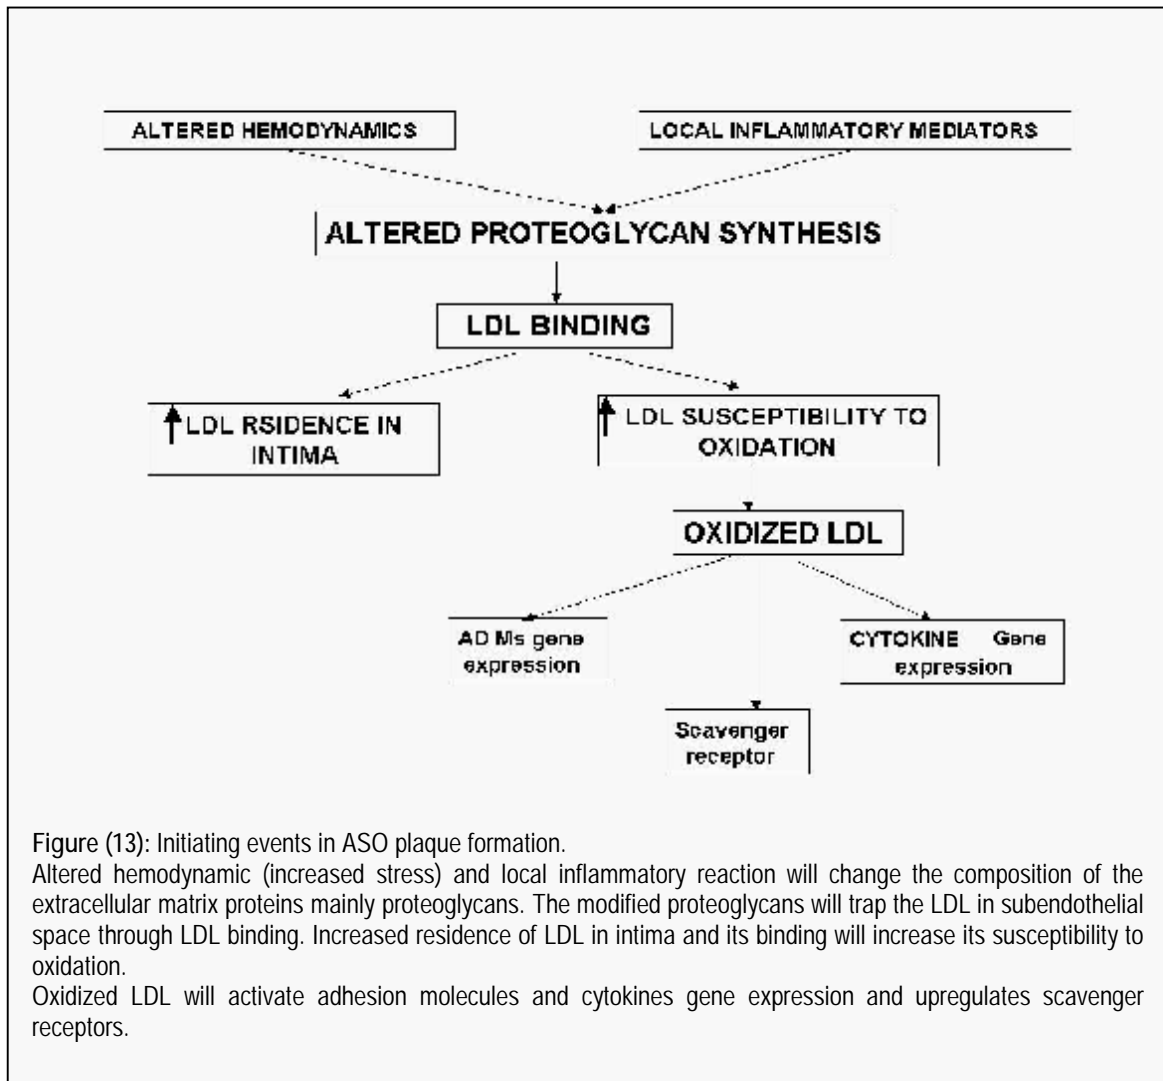 ALTERED HEMODYNAMICS
LOCAL INFLAMMATORY MEDIATORS
ALTERED PROTEOGLYCAN SYNTHESIS
LDL BINDING
LDL RSIDENCE IN
INTIMA
LDL SUSCEPTIBILITY TO
OXIDATION
OXIDIZED LDL
AD Ms gene
expression
CYTOKINE Gene
expression
Scavenger
receptor
Figure (13): Initiating events in ASO plaque formation.
Altered hemodynamic (increased stress) and local inflammatory reaction will change the composition of the
extracellular matrix proteins mainly proteoglycans. The modified proteoglycans will trap the LDL in subendothelial
space through LDL binding. Increased residence of LDL in intima and its binding will increase its susceptibility to
oxidation.
Oxidized LDL will activate adhesion molecules and cytokines gene expression and upregulates scavenger
receptors.